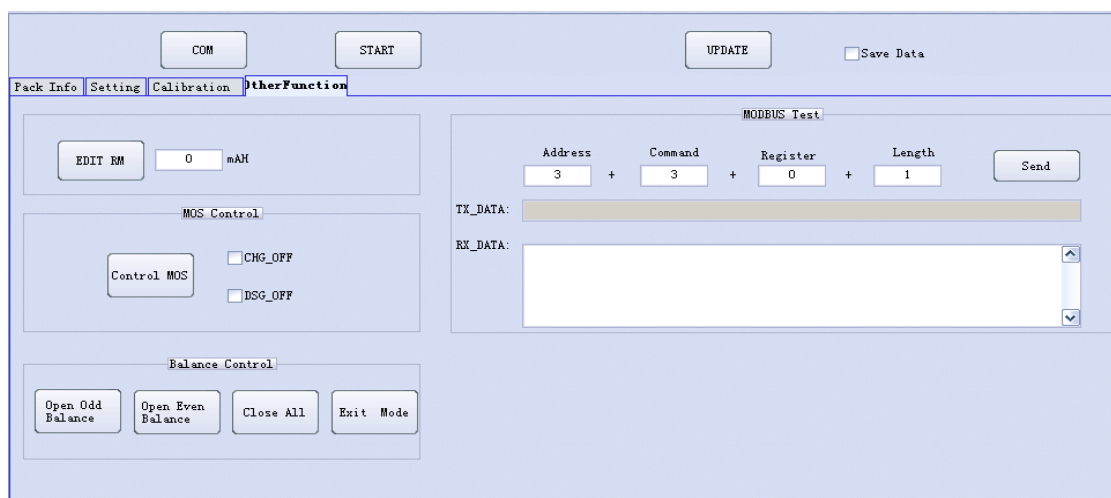 COM START UPDATE Save Data
Pack Info Setting Calibration OtherFunction
EDIT RM 0 mAH
MOS Control
Control MOS
CHG_OFF
DSG_OFF
Balance Control
Open Odd
Balance
Open Even
Balance
Close All
Exit Mode
MODBUS Test
Address Command Register Length
3 + 3 + 0 + 1
Send
TX_DATA:
RX_DATA: